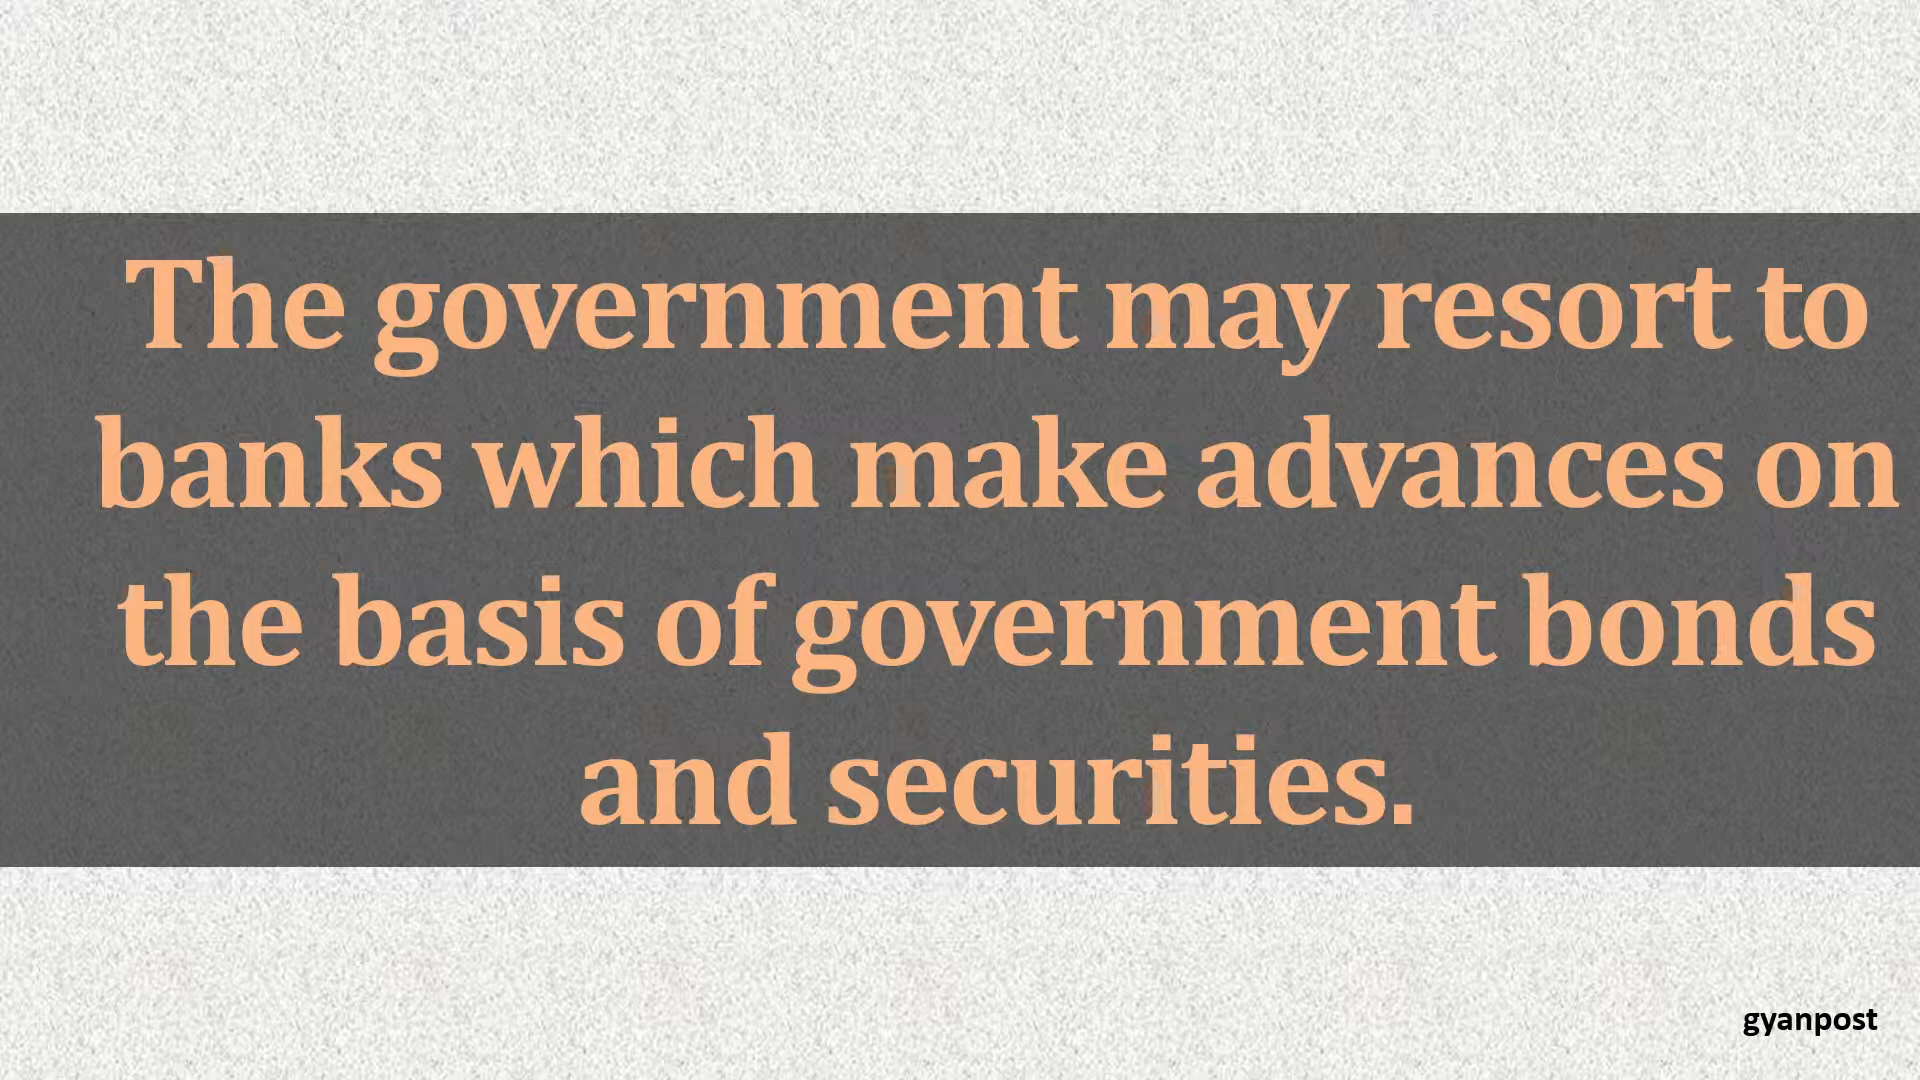 The government may resort to
banks which make advances on
the basis of government bonds
and securities.
gyanpost